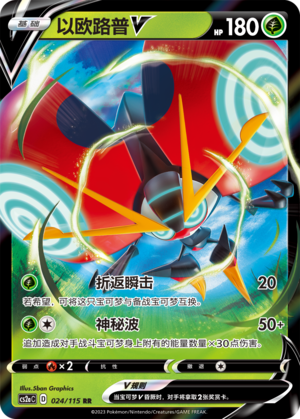 基础
以欧路普V
HP 180
折返瞬击 20
若希望,可将这只宝可梦与备战宝可梦互换。
神秘波 50
追加造成对手战斗宝可梦身上附有的能量数量×30点伤害。
弱点 ×2 抗性 撤退
Illus.5ban Graphics
V规则
当宝可梦V昏厥时,对手将拿取2张奖赏卡。
cs2aC D 024/115 RR
©2023 Pokémon/Nintendo/Creatures/GAME FREAK.